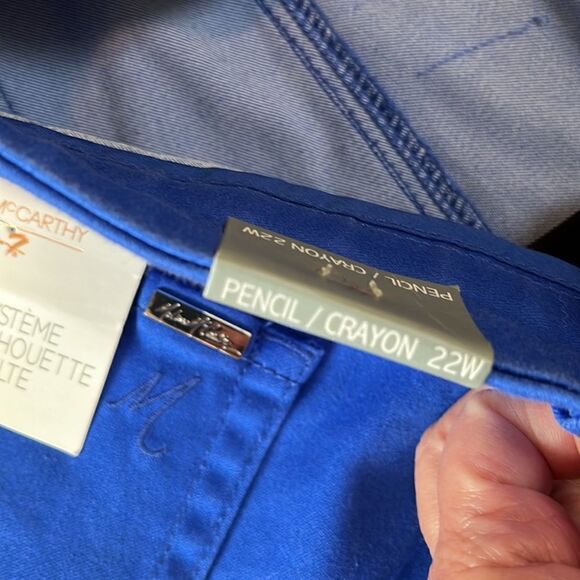 McCARTHY
STÈME
HOUETTE
LTE
PENCIL / CRAYON 22W
PENCIL / CRAYON 22W
M